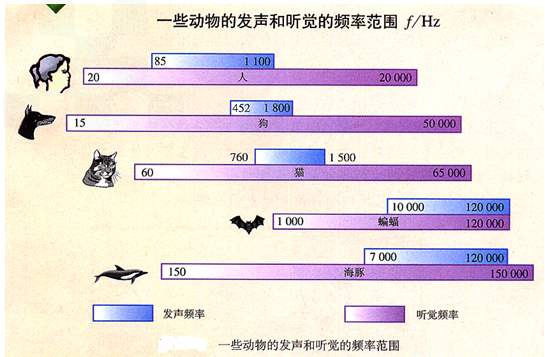 一些动物的发声和听觉的频率范围 f/Hz
85 1 100
20 人 20 000
452 1 800
15 狗 50 000
760 1 500
60 猫 65 000
10 000 120 000
1 000 蝙蝠 120 000
7 000 120 000
150 海豚 150 000
发声频率 听觉频率
一些动物的发声和听觉的频率范围